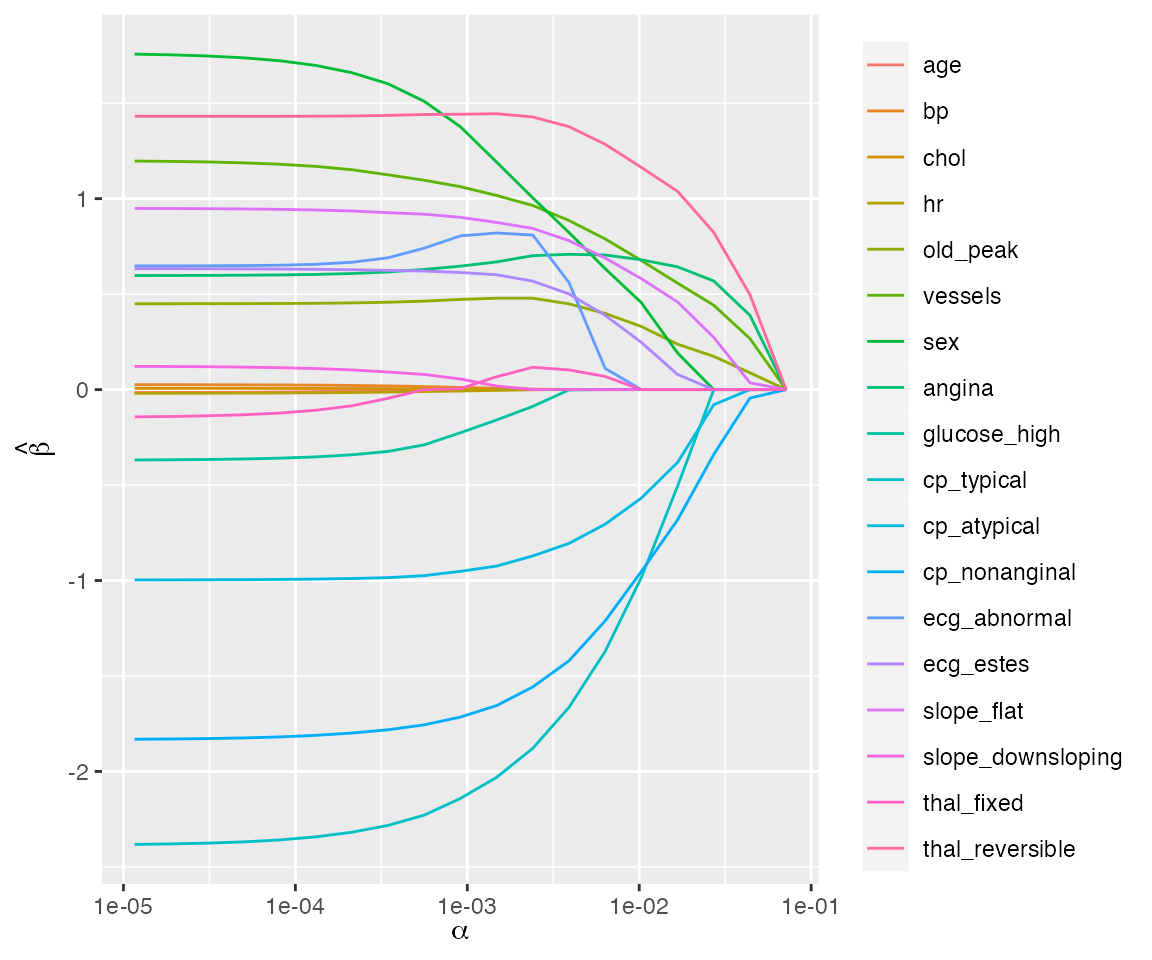 age
bp
chol
hr
old_peak
vessels
sex
angina
glucose_high
cp_typical
cp_atypical
cp_nonanginal
ecg_abnormal
ecg_estes
slope_flat
slope_downsloping
thal_fixed
thal_reversible
1
0
-1
-2
β̂
1e-05 1e-04 1e-03 1e-02 1e-01
α